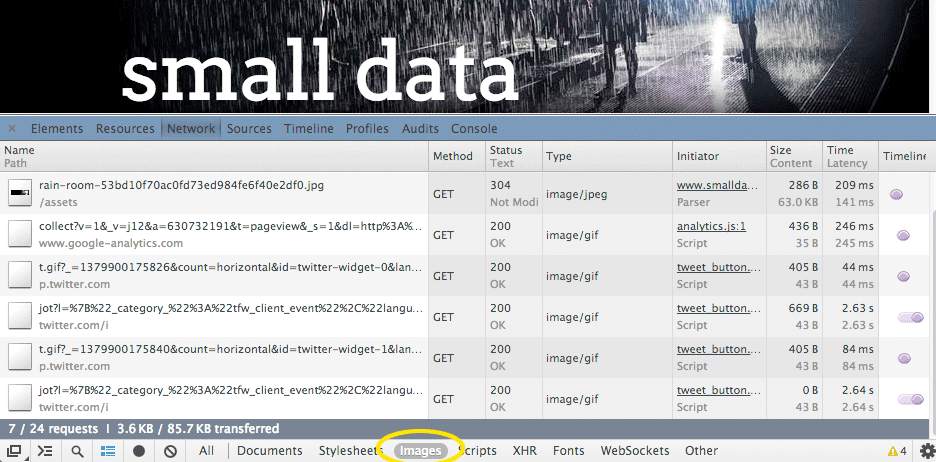 small data
× Elements Resources Network Sources Timeline Profiles Audits Console
Name Method Status Type Initiator Size Time Timeline
Path Text Content Latency
rain-room-53bd10f70ac0fd73ed984fe6f40e2df0.jpg GET 304 image/jpeg www.smallda... 286 B 209 ms
/assets Not Modi Parser 63.0 KB 141 ms
collect?v=1&_v=j12&a=630732191&t=pageview&_s=1&dl=http%3A%... GET 200 image/gif analytics.js:1 436 B 246 ms
www.google-analytics.com OK Script 35 B 245 ms
t.gif?_=1379900175826&count=horizontal&id=twitter-widget-0&lan... GET 200 image/gif tweet_button.... 405 B 44 ms
p.twitter.com OK Script 43 B 44 ms
jot?l=%7B%22_category_%22%3A%22tfw_client_event%22%2C%22langu... GET 200 image/gif tweet_button.... 669 B 2.63 s
twitter.com/i OK Script 43 B 2.63 s
t.gif?_=1379900175840&count=horizontal&id=twitter-widget-1&lan... GET 200 image/gif tweet_button.... 405 B 84 ms
p.twitter.com OK Script 43 B 84 ms
jot?l=%7B%22_category_%22%3A%22tfw_client_event%22%2C%22langu... GET 200 image/gif tweet_button.... 0 B 2.64 s
twitter.com/i OK Script 43 B 2.64 s
7 / 24 requests | 3.6 KB / 85.7 KB transferred
All Documents Stylesheets Images Scripts XHR Fonts WebSockets Other 4